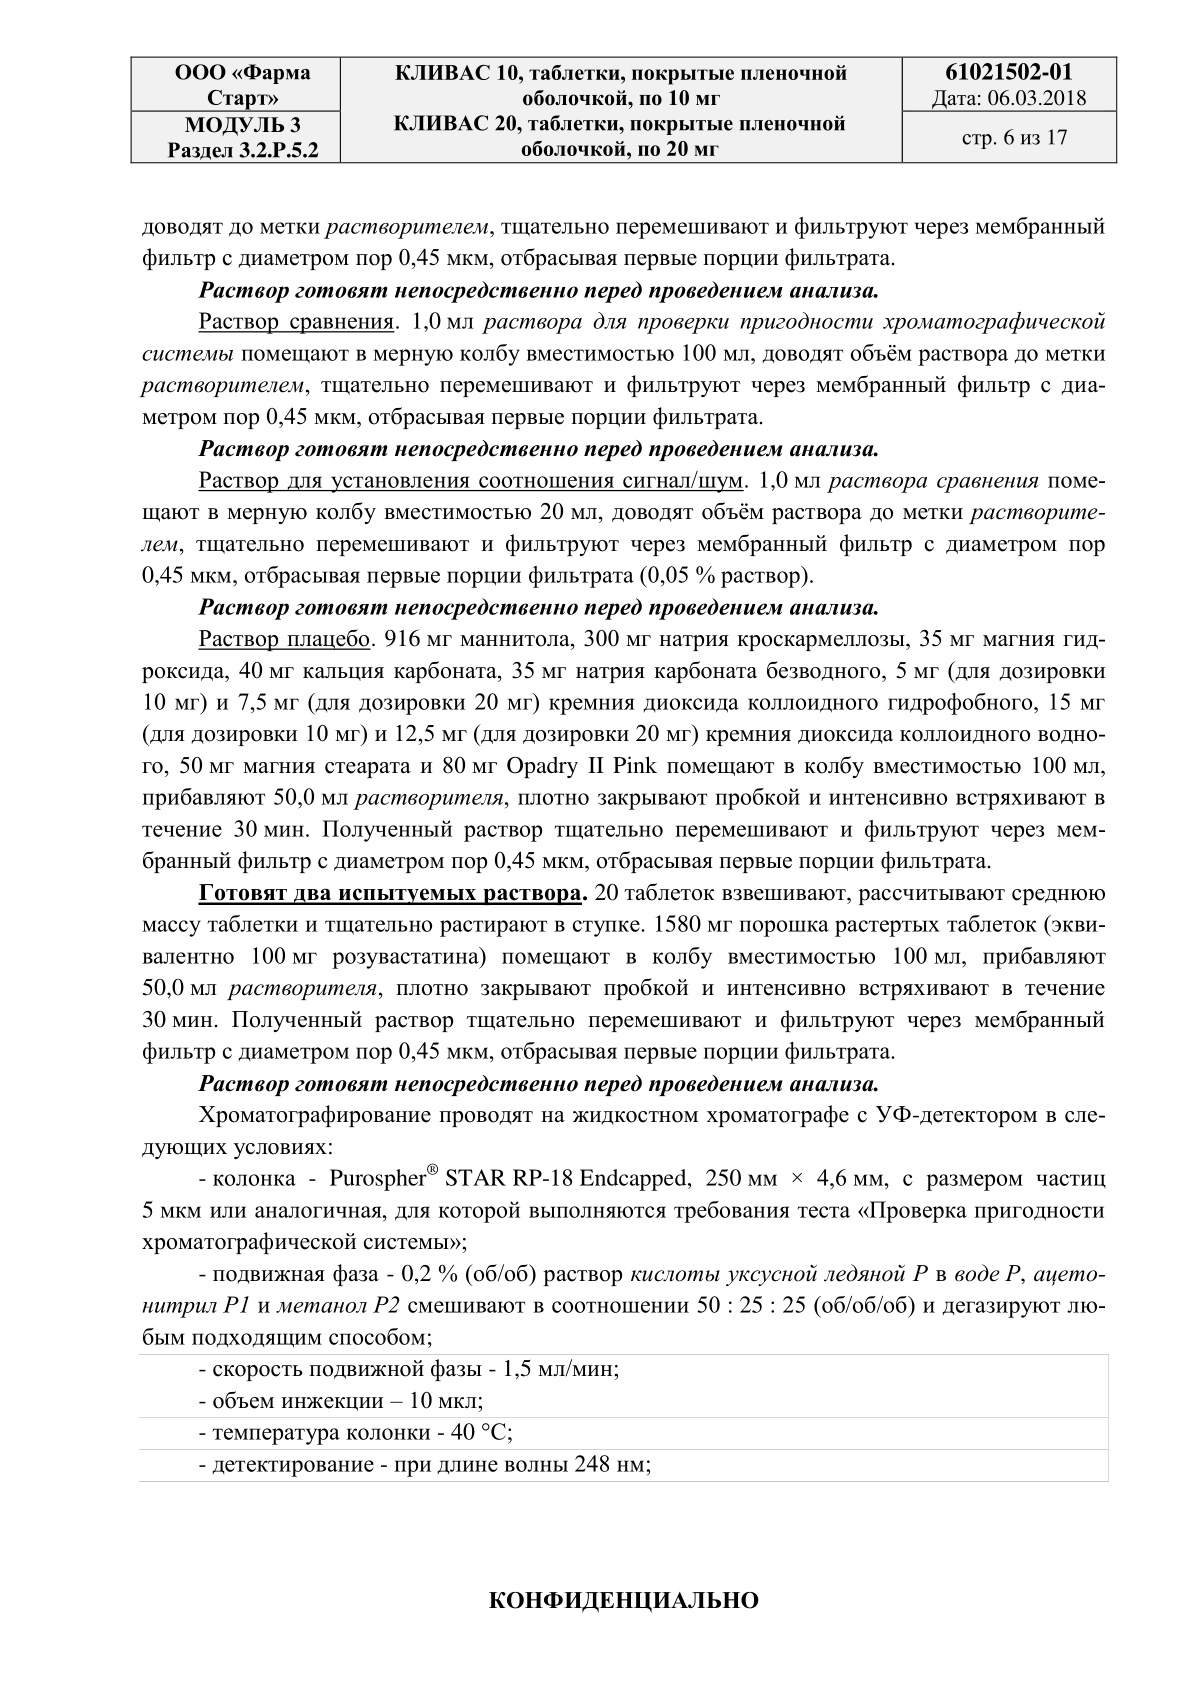 ООО «Фарма
Старт»
МОДУЛЬ 3
Раздел 3.2.Р.5.2
КЛИВАС 10, таблетки, покрытые пленочной
оболочкой, по 10 мг
КЛИВАС 20, таблетки, покрытые пленочной
оболочкой, по 20 мг
61021502-01
Дата: 06.03.2018
стр. 6 из 17
доводят до метки растворителем, тщательно перемешивают и фильтруют через мембранный
фильтр с диаметром пор 0,45 мкм, отбрасывая первые порции фильтрата.
Раствор готовят непосредственно перед проведением анализа.
Раствор сравнения. 1,0 мл раствора для проверки пригодности хроматографической
системы помещают в мерную колбу вместимостью 100 мл, доводят объём раствора до метки
растворителем, тщательно перемешивают и фильтруют через мембранный фильтр с диа-
метром пор 0,45 мкм, отбрасывая первые порции фильтрата.
Раствор готовят непосредственно перед проведением анализа.
Раствор для установления соотношения сигнал/шум. 1,0 мл раствора сравнения поме-
щают в мерную колбу вместимостью 20 мл, доводят объём раствора до метки растворите-
лем, тщательно перемешивают и фильтруют через мембранный фильтр с диаметром пор
0,45 мкм, отбрасывая первые порции фильтрата (0,05 % раствор).
Раствор готовят непосредственно перед проведением анализа.
Раствор плацебо. 916 мг маннитола, 300 мг натрия кроскармеллозы, 35 мг магния гид-
роксида, 40 мг кальция карбоната, 35 мг натрия карбоната безводного, 5 мг (для дозировки
10 мг) и 7,5 мг (для дозировки 20 мг) кремния диоксида коллоидного гидрофобного, 15 мг
(для дозировки 10 мг) и 12,5 мг (для дозировки 20 мг) кремния диоксида коллоидного водно-
го, 50 мг магния стеарата и 80 мг Opadry II Pink помещают в колбу вместимостью 100 мл,
прибавляют 50,0 мл растворителя, плотно закрывают пробкой и интенсивно встряхивают в
течение 30 мин. Полученный раствор тщательно перемешивают и фильтруют через мем-
бранный фильтр с диаметром пор 0,45 мкм, отбрасывая первые порции фильтрата.
Готовят два испытуемых раствора. 20 таблеток взвешивают, рассчитывают среднюю
массу таблетки и тщательно растирают в ступке. 1580 мг порошка растертых таблеток (экви-
валентно 100 мг розувастатина) помещают в колбу вместимостью 100 мл, прибавляют
50,0 мл растворителя, плотно закрывают пробкой и интенсивно встряхивают в течение
30 мин. Полученный раствор тщательно перемешивают и фильтруют через мембранный
фильтр с диаметром пор 0,45 мкм, отбрасывая первые порции фильтрата.
Раствор готовят непосредственно перед проведением анализа.
Хроматографирование проводят на жидкостном хроматографе с УФ-детектором в сле-
дующих условиях:
- колонка - Purospher® STAR RP-18 Endcapped, 250 мм × 4,6 мм, с размером частиц
5 мкм или аналогичная, для которой выполняются требования теста «Проверка пригодности
хроматографической системы»;
- подвижная фаза - 0,2 % (об/об) раствор кислоты уксусной ледяной Р в воде Р, ацето-
нитрил Р1 и метанол Р2 смешивают в соотношении 50 : 25 : 25 (об/об/об) и дегазируют лю-
бым подходящим способом;
- скорость подвижной фазы - 1,5 мл/мин;
- объем инжекции – 10 мкл;
- температура колонки - 40 °С;
- детектирование - при длине волны 248 нм;
КОНФИДЕНЦИАЛЬНО